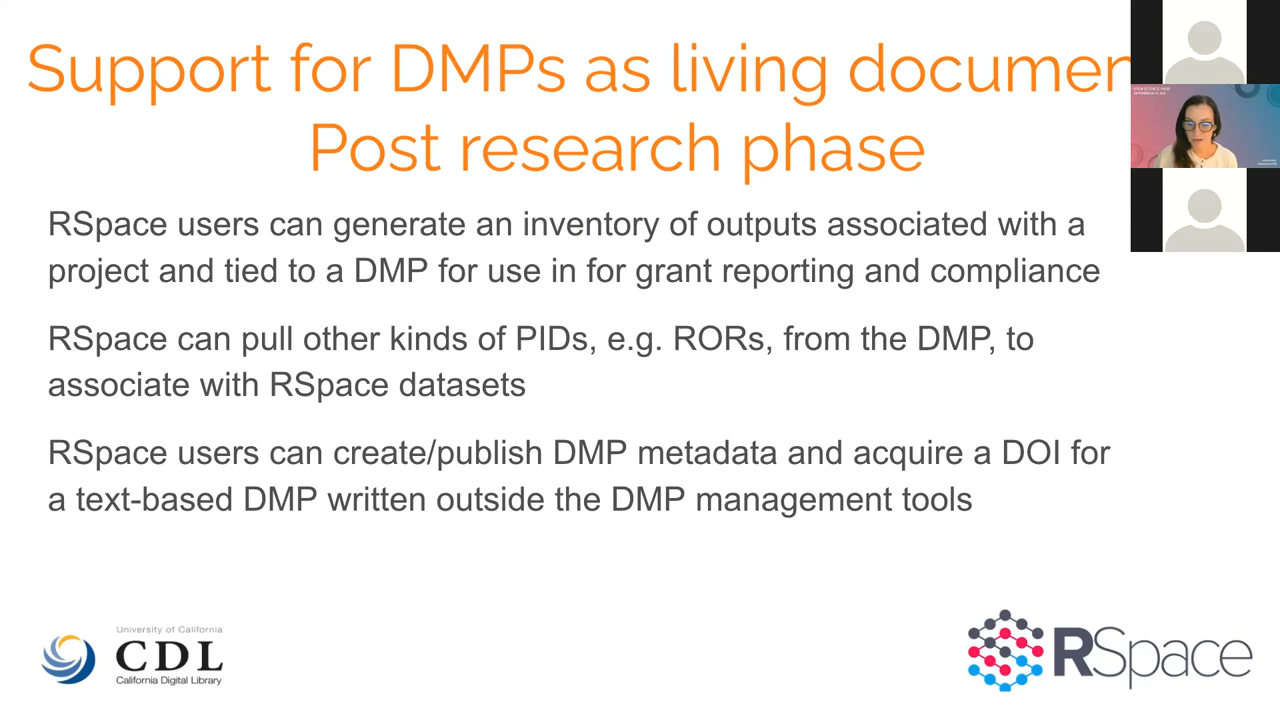 Support for DMPs as living documen
Post research phase
RSpace users can generate an inventory of outputs associated with a
project and tied to a DMP for use in for grant reporting and compliance
RSpace can pull other kinds of PIDs, e.g. RORs, from the DMP, to
associate with RSpace datasets
RSpace users can create/publish DMP metadata and acquire a DOI for
a text-based DMP written outside the DMP management tools
University of California
CDL
California Digital Library
RSpace